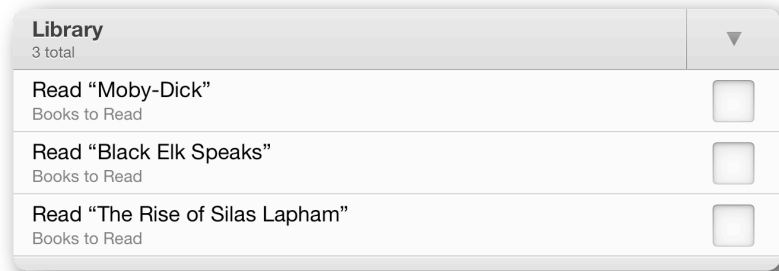 Library
3 total
Read “Moby-Dick”
Books to Read
Read “Black Elk Speaks”
Books to Read
Read “The Rise of Silas Lapham”
Books to Read